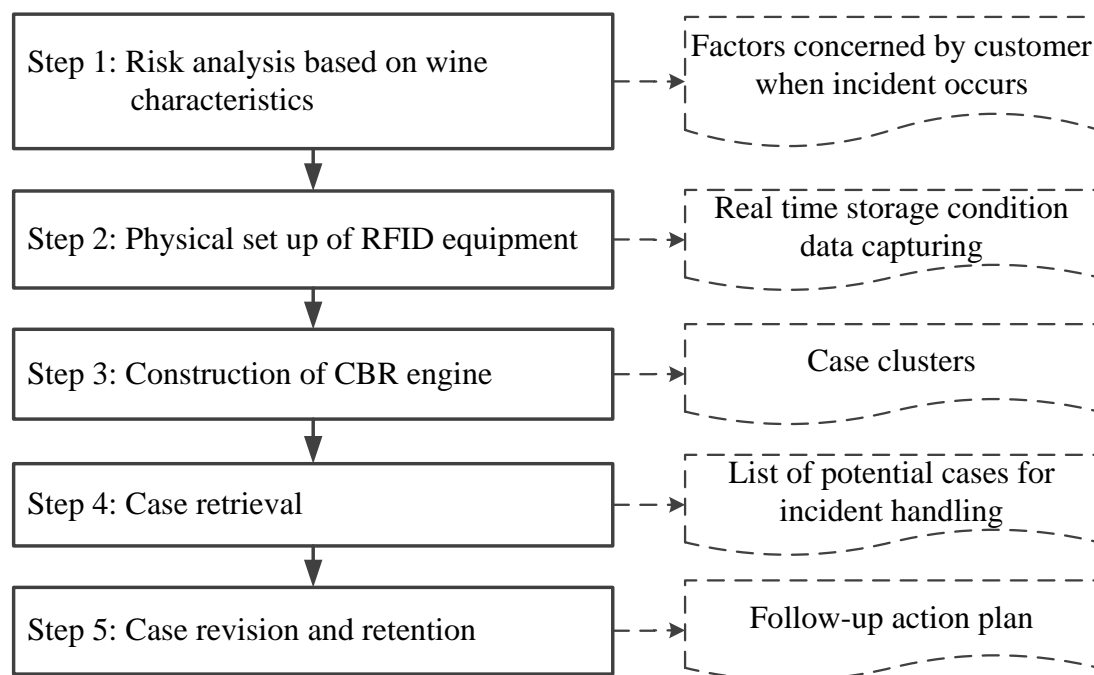 Step 1: Risk analysis based on wine
characteristics
Factors concerned by customer
when incident occurs
Step 2: Physical set up of RFID equipment
Real time storage condition
data capturing
Step 3: Construction of CBR engine
Case clusters
Step 4: Case retrieval
List of potential cases for
incident handling
Step 5: Case revision and retention
Follow-up action plan